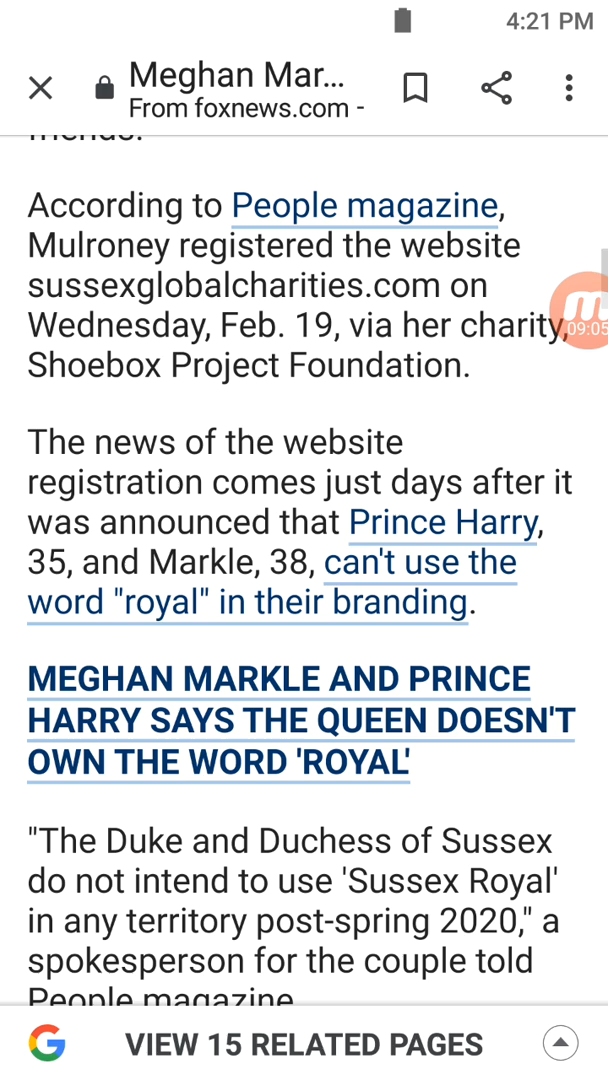 4:21 PM
Meghan Mar...
From foxnews.com -
friends.
According to People magazine,
Mulroney registered the website
sussexglobalcharities.com on
Wednesday, Feb. 19, via her charity,
09:05
Shoebox Project Foundation.
The news of the website
registration comes just days after it
was announced that Prince Harry,
35, and Markle, 38, can't use the
word "royal" in their branding.
MEGHAN MARKLE AND PRINCE
HARRY SAYS THE QUEEN DOESN'T
OWN THE WORD 'ROYAL'
"The Duke and Duchess of Sussex
do not intend to use 'Sussex Royal'
in any territory post-spring 2020," a
spokesperson for the couple told
People magazine
VIEW 15 RELATED PAGES